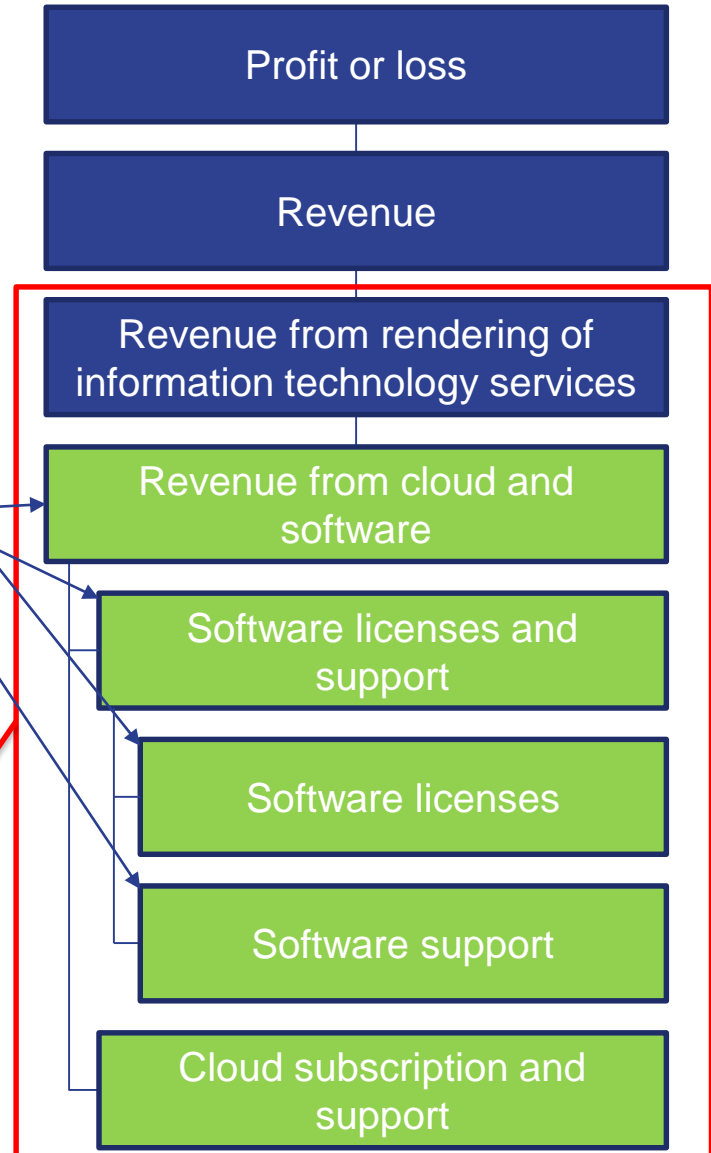 Profit or loss
Revenue
Revenue from rendering of
information technology services
Revenue from cloud and
software
Software licenses and
support
Software licenses
Software support
Cloud subscription and
support